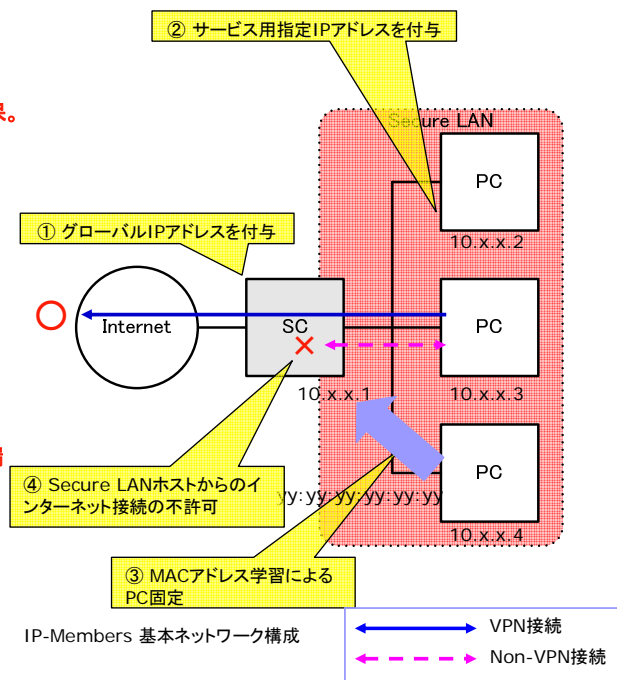 ② サービス用指定IPアドレスを付与
果。
Secure LAN
PC
10.x.x.2
① グローバルIPアドレスを付与
Internet
SC
PC
10.x.x.1
10.x.x.3
PC
④ Secure LANホストからのイ
ンターネット接続の不許可
yy:yy:yy:yy:yy:yy
10.x.x.4
③ MACアドレス学習による
PC固定
IP-Members 基本ネットワーク構成
VPN接続
Non-VPN接続